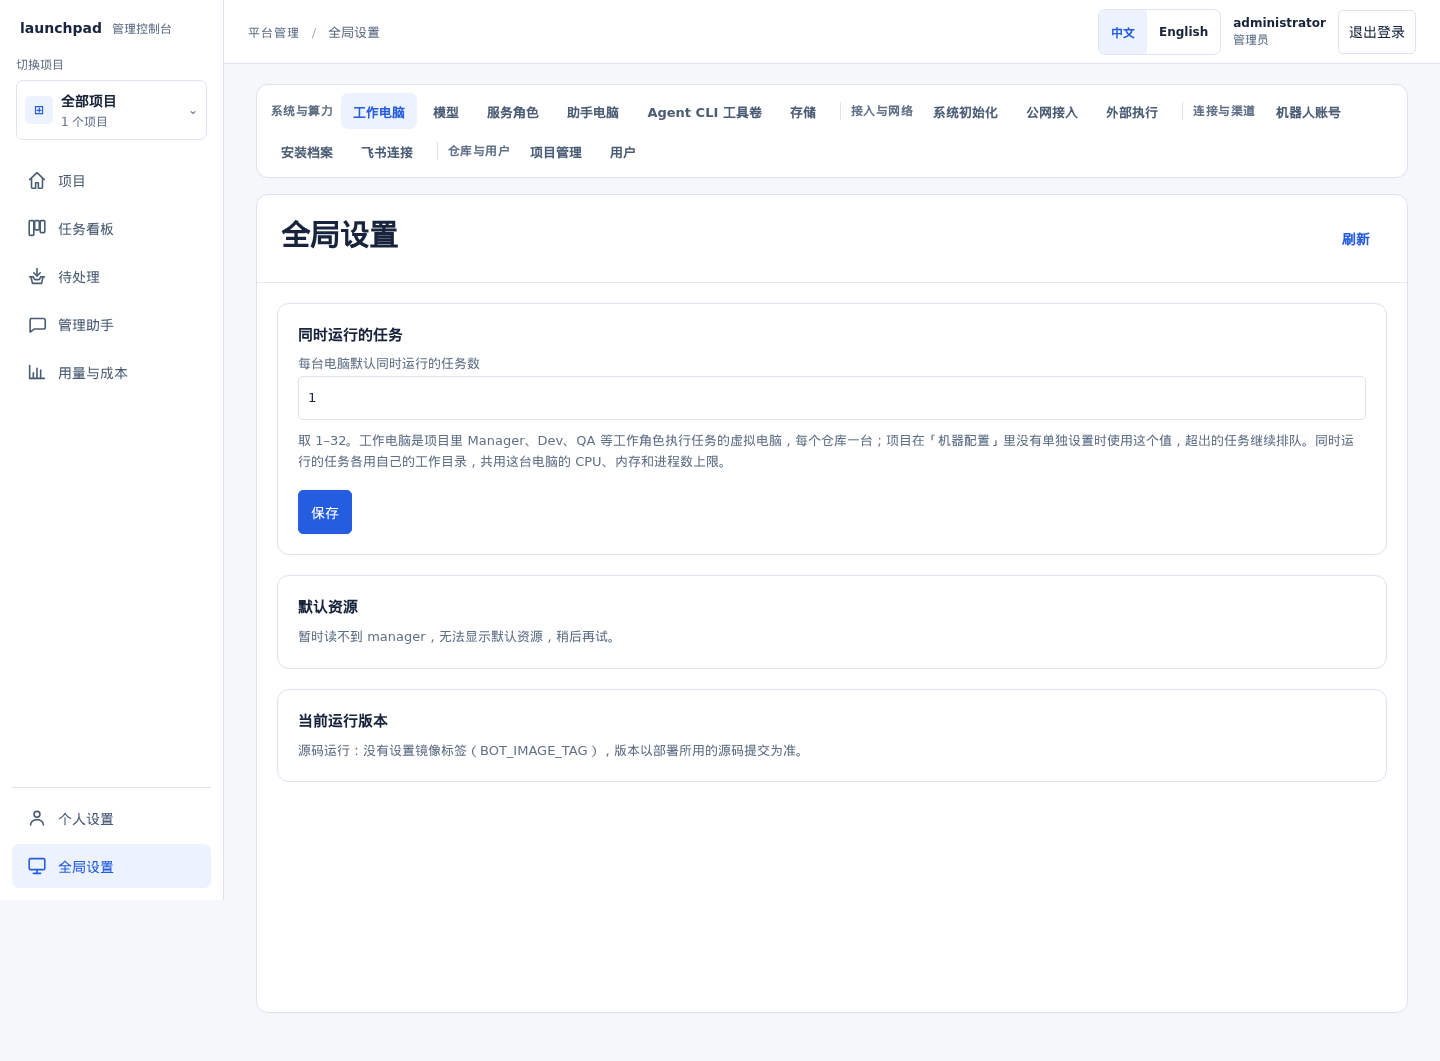 launchpad 管理控制台
平台管理 / 全局设置
中文 English
administrator
管理员
退出登录
切换项目
全部项目
1 个项目
项目
任务看板
待处理
管理助手
用量与成本
个人设置
全局设置
系统与算力 工作电脑 模型 服务角色 助手电脑 Agent CLI 工具卷 存储 接入与网络 系统初始化 公网接入 外部执行 连接与渠道 机器人账号
安装档案 飞书连接 仓库与用户 项目管理 用户
全局设置
刷新
同时运行的任务
每台电脑默认同时运行的任务数
1
取 1–32。工作电脑是项目里 Manager、Dev、QA 等工作角色执行任务的虚拟电脑，每个仓库一台；项目在「机器配置」里没有单独设置时使用这个值，超出的任务继续排队。同时运
行的任务各用自己的工作目录，共用这台电脑的 CPU、内存和进程数上限。
保存
默认资源
暂时读不到 manager，无法显示默认资源，稍后再试。
当前运行版本
源码运行：没有设置镜像标签（BOT_IMAGE_TAG），版本以部署所用的源码提交为准。